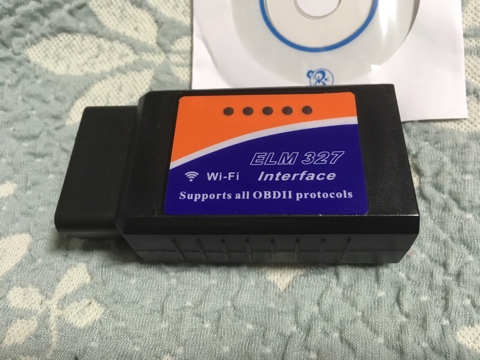 ELM 327
Wi-Fi Interface
Supports all OBDII protocols